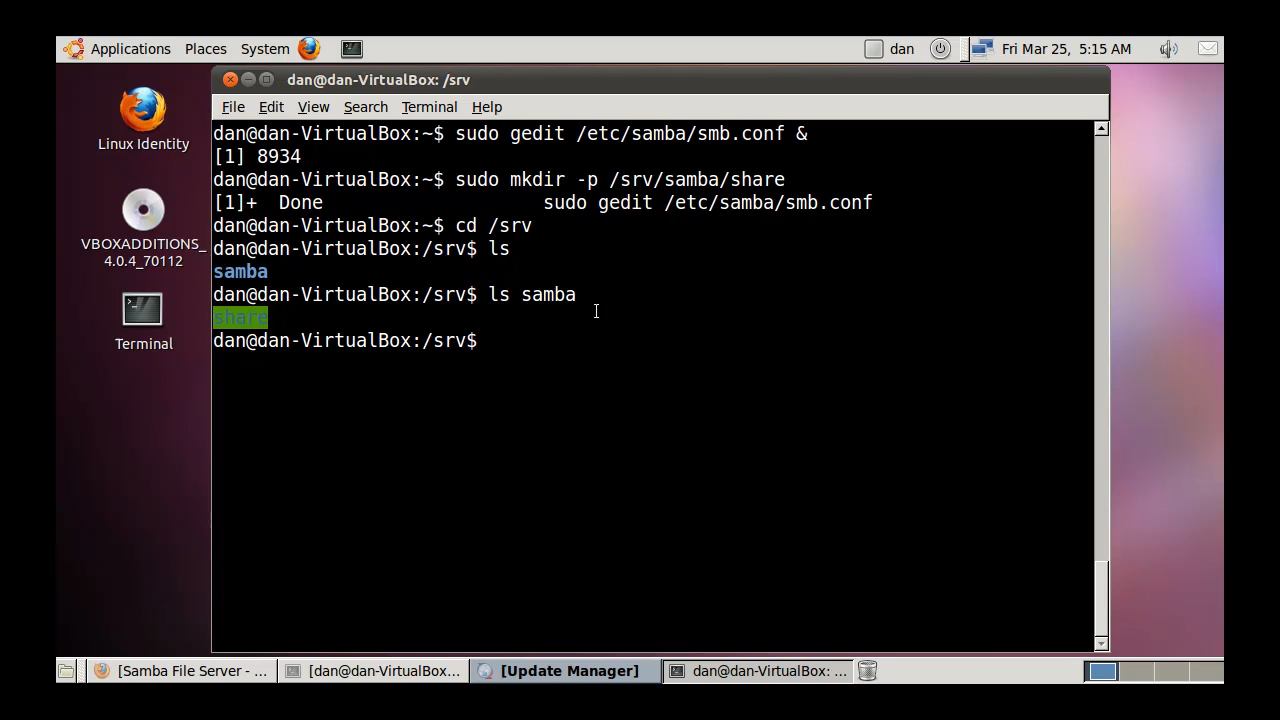 Applications Places System dan Fri Mar 25, 5:15 AM
dan@dan-VirtualBox: /srv
File Edit View Search Terminal Help
dan@dan-VirtualBox:~$ sudo gedit /etc/samba/smb.conf &
[1] 8934
dan@dan-VirtualBox:~$ sudo mkdir -p /srv/samba/share
[1]+  Done                    sudo gedit /etc/samba/smb.conf
dan@dan-VirtualBox:~$ cd /srv
dan@dan-VirtualBox:/srv$ ls
samba
dan@dan-VirtualBox:/srv$ ls samba
share
dan@dan-VirtualBox:/srv$
Linux Identity
VBOXADDITIONS_
4.0.4_70112
Terminal
[Samba File Server - ... [dan@dan-VirtualBox... [Update Manager] dan@dan-VirtualBox: ...